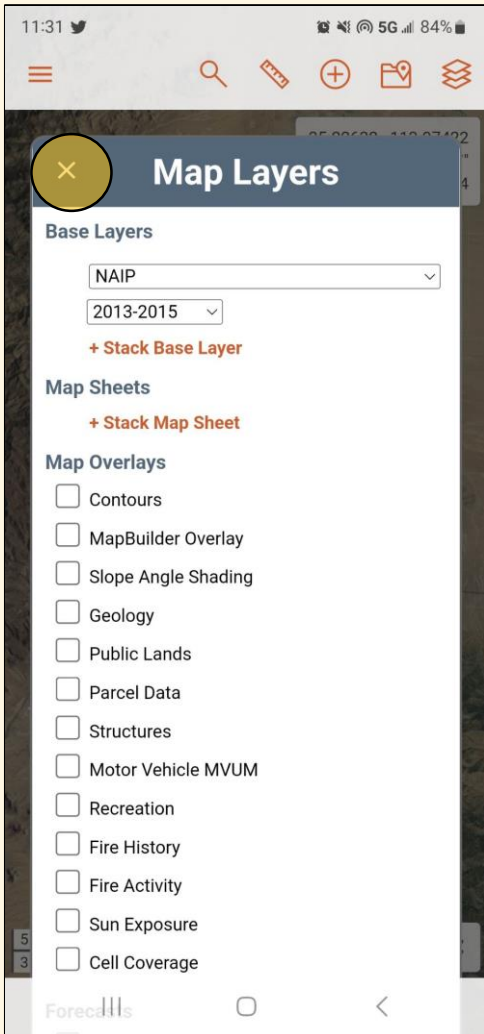 11:31 5G 84%
Map Layers
Base Layers
NAIP
2013-2015
+ Stack Base Layer
Map Sheets
+ Stack Map Sheet
Map Overlays
Contours
MapBuilder Overlay
Slope Angle Shading
Geology
Public Lands
Parcel Data
Structures
Motor Vehicle MVUM
Recreation
Fire History
Fire Activity
Sun Exposure
5
3
Cell Coverage
Forecasts